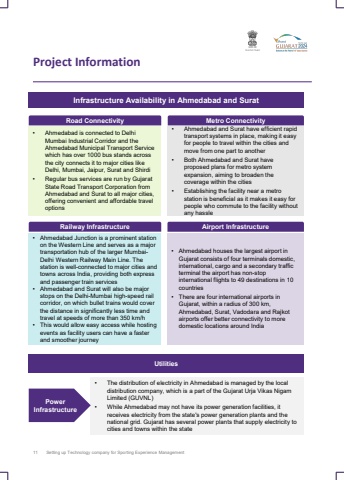 GUJARAT2024
Project Information
Infrastructure Availability in Ahmedabad and Surat
Road Connectivity
• Ahmedabad is connected to Delhi
Mumbai Industrial Corridor and the
Ahmedabad Municipal Transport Service
which has over 1000 bus stands across
the city connects it to major cities like
Delhi, Mumbai, Jaipur, Surat and Shirdi
• Regular bus services are run by Gujarat
State Road Transport Corporation from
Ahmedabad and Surat to all major cities,
offering convenient and affordable travel
options
Metro Connectivity
• Ahmedabad and Surat have efficient rapid
transport systems in place, making it easy
for people to travel within the cities and
move from one part to another
• Both Ahmedabad and Surat have
proposed plans for metro system
expansion, aiming to broaden the
coverage within the cities
• Establishing the facility near a metro
station is beneficial as it makes it easy for
people who commute to the facility without
any hassle
Railway Infrastructure
• Ahmedabad Junction is a prominent station
on the Western Line and serves as a major
transportation hub of the larger Mumbai-
Delhi Western Railway Main Line. The
station is well-connected to major cities and
towns across India, providing both express
and passenger train services
• Ahmedabad and Surat will also be major
stops on the Delhi-Mumbai high-speed rail
corridor, on which bullet trains would cover
the distance in significantly less time and
travel at speeds of more than 350 km/h
• This would allow easy access while hosting
events as facility users can have a faster
and smoother journey
Airport Infrastructure
• Ahmedabad houses the largest airport in
Gujarat consists of four terminals domestic,
international, cargo and a secondary traffic
terminal the airport has non-stop
international flights to 49 destinations in 10
countries
• There are four international airports in
Gujarat, within a radius of 300 km,
Ahmedabad, Surat, Vadodara and Rajkot
airports offer better connectivity to more
domestic locations around India
Utilities
Power
Infrastructure
• The distribution of electricity in Ahmedabad is managed by the local
distribution company, which is a part of the Gujarat Urja Vikas Nigam
Limited (GUVNL)
• While Ahmedabad may not have its power generation facilities, it
receives electricity from the state's power generation plants and the
national grid. Gujarat has several power plants that supply electricity to
cities and towns within the state
11 Setting up Technology company for Sporting Experience Management